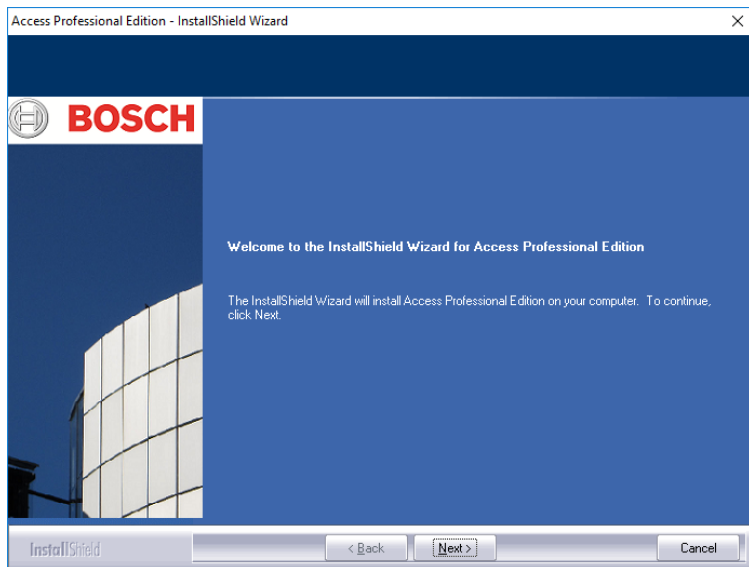 Access Professional Edition - InstallShield Wizard
BOSCH
Welcome to the InstallShield Wizard for Access Professional Edition
The InstallShield Wizard will install Access Professional Edition on your computer. To continue,
click Next.
InstallShield
< Back
Next >
Cancel